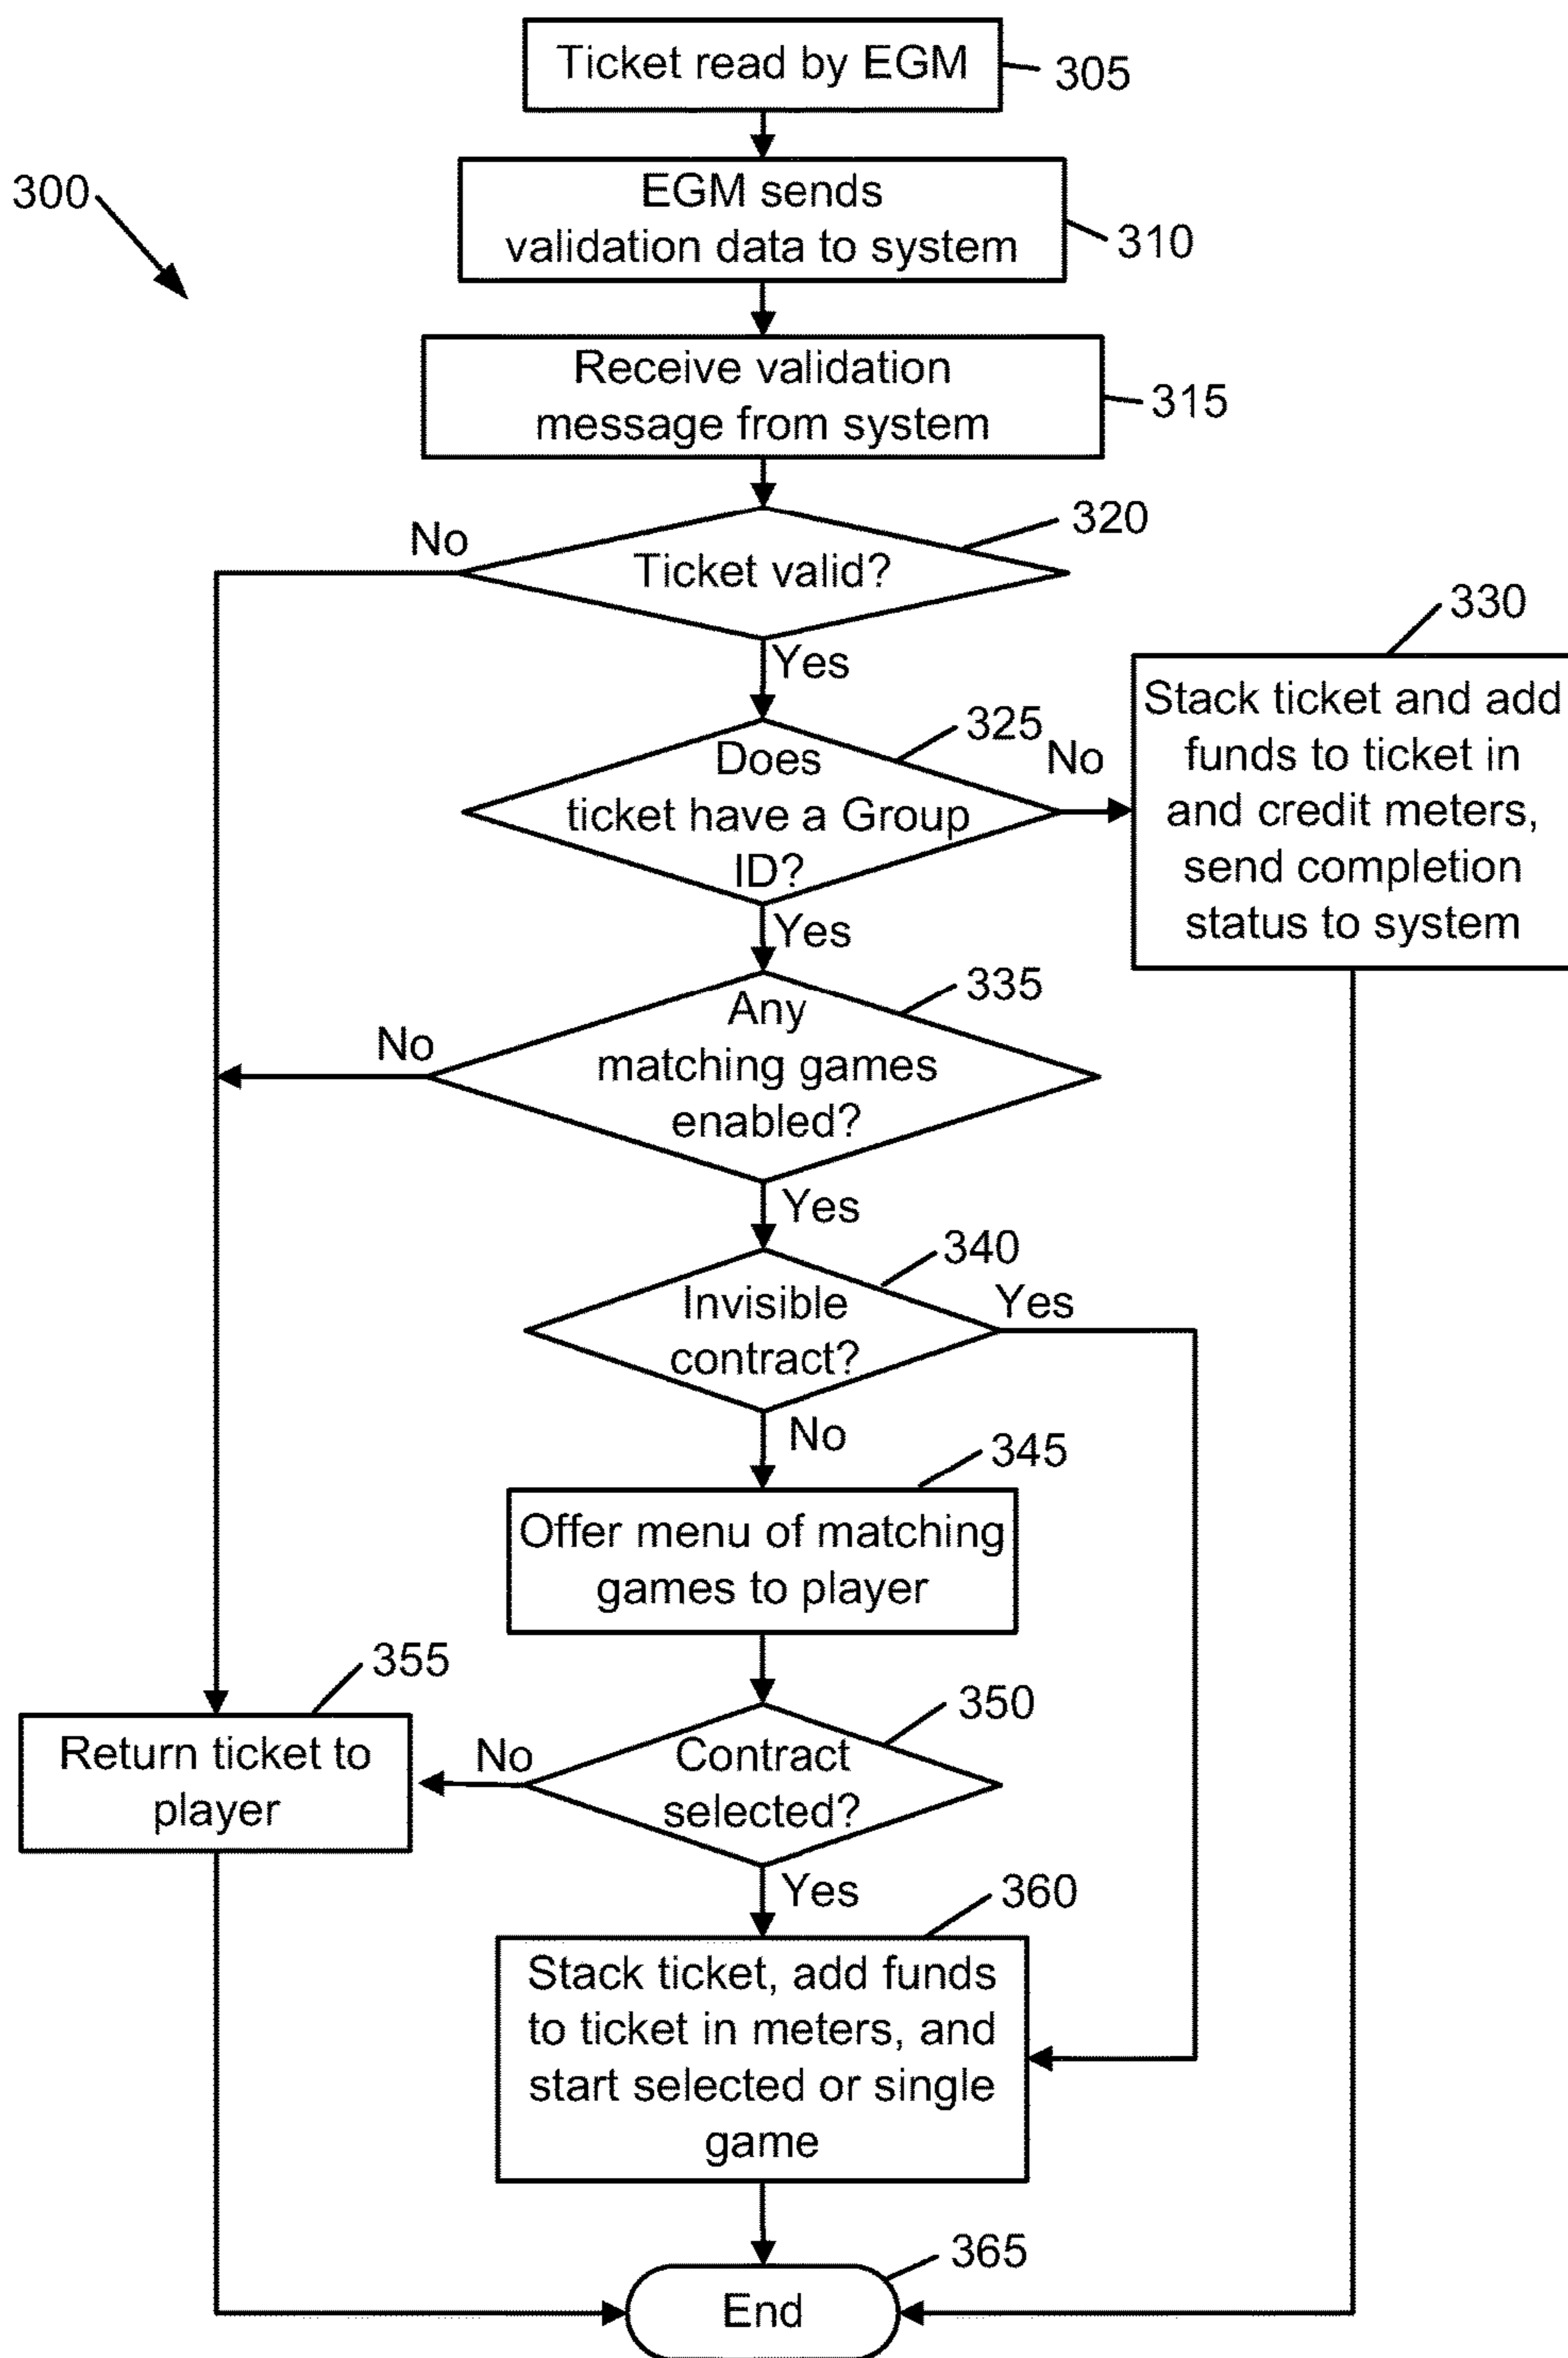 Ticket read by EGM
305
300
EGM sends
validation data to system
310
Receive validation
message from system
315
320
No
Ticket valid?
Yes
330
Stack ticket and add
funds to ticket in
and credit meters,
send completion
status to system
325
No
Does
ticket have a Group
ID?
Yes
335
No
Any
matching games
enabled?
Yes
340
Yes
Invisible
contract?
No
345
Offer menu of matching
games to player
355
Return ticket to
player
350
No
Contract
selected?
Yes
360
Stack ticket, add funds
to ticket in meters, and
start selected or single
game
365
End